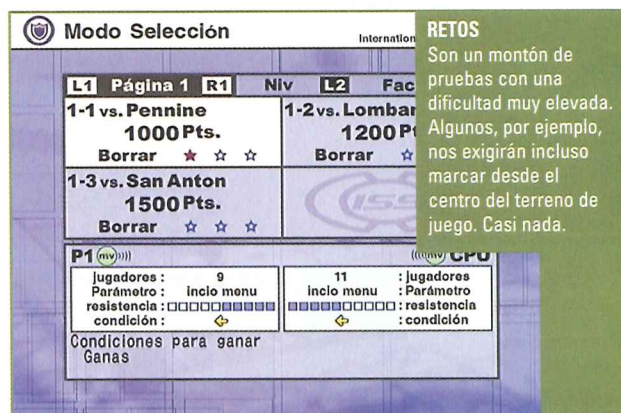 Modo Selección
Internation
RETOS
Son un montón de
pruebas con una
dificultad muy elevada.
Algunos, por ejemplo,
nos exigirán incluso
marcar desde el
centro del terreno de
juego. Casi nada.
L1 Página 1 R1 Niv L2 Fac
1-1 vs. Pennine
1000 Pts.
Borrar
1-2 vs. Lombar
1200 Pt
Borrar
1-3 vs. San Anton
1500 Pts.
Borrar
ISS
P1 mv CPU
jugadores : 9 11 : jugadores
Parámetro : incio menu incio menu : Parámetro
resistencia : : resistencia
condición : : condición
Condiciones para ganar
Ganas